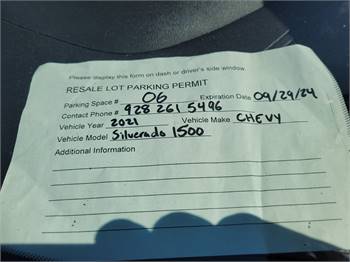 Please display this form on dash or driver's side window.
RESALE LOT PARKING PERMIT
Parking Space # 06 Expiration Date 09/29/24
Contact Phone # 928 261 5496
Vehicle Year 2021 Vehicle Make CHEVY
Vehicle Model Silverado 1500
Additional Information